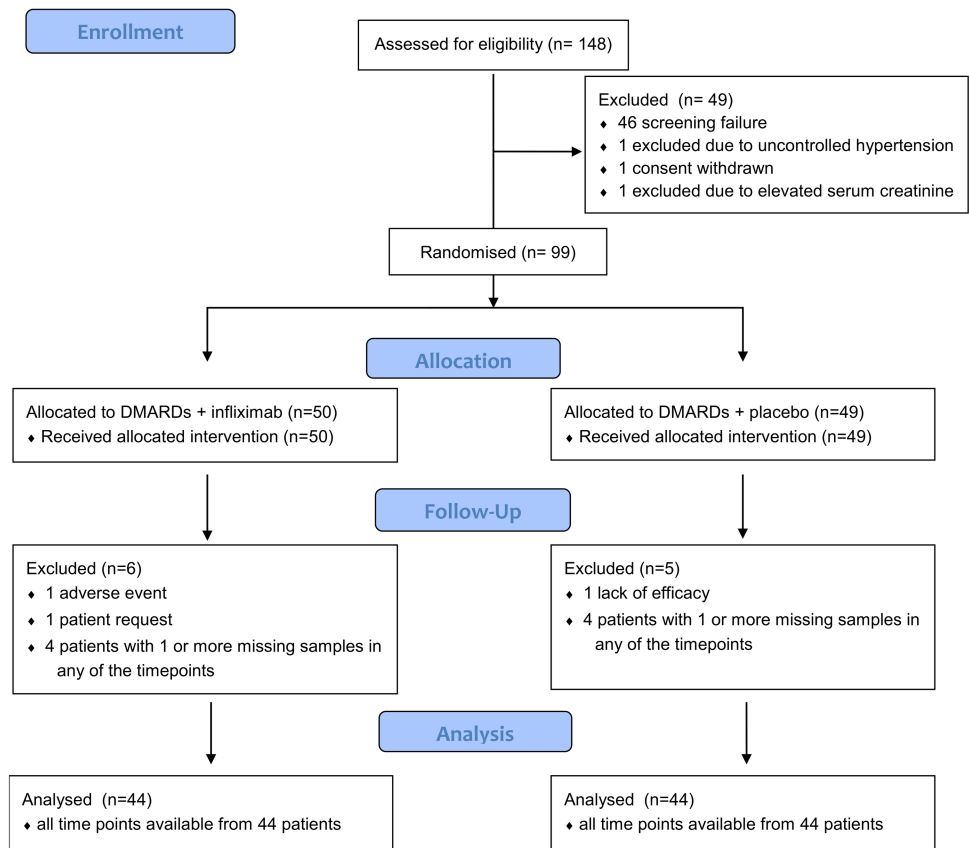 Enrollment
Assessed for eligibility (n= 148)
Excluded (n= 49)
♦ 46 screening failure
♦ 1 excluded due to uncontrolled hypertension
♦ 1 consent withdrawn
♦ 1 excluded due to elevated serum creatinine
Randomised (n= 99)
Allocation
Allocated to DMARDs + infliximab (n=50)
♦ Received allocated intervention (n=50)
Allocated to DMARDs + placebo (n=49)
♦ Received allocated intervention (n=49)
Follow-Up
Excluded (n=6)
♦ 1 adverse event
♦ 1 patient request
♦ 4 patients with 1 or more missing samples in
any of the timepoints
Excluded (n=5)
♦ 1 lack of efficacy
♦ 4 patients with 1 or more missing samples in
any of the timepoints
Analysis
Analysed (n=44)
♦ all time points available from 44 patients
Analysed (n=44)
♦ all time points available from 44 patients